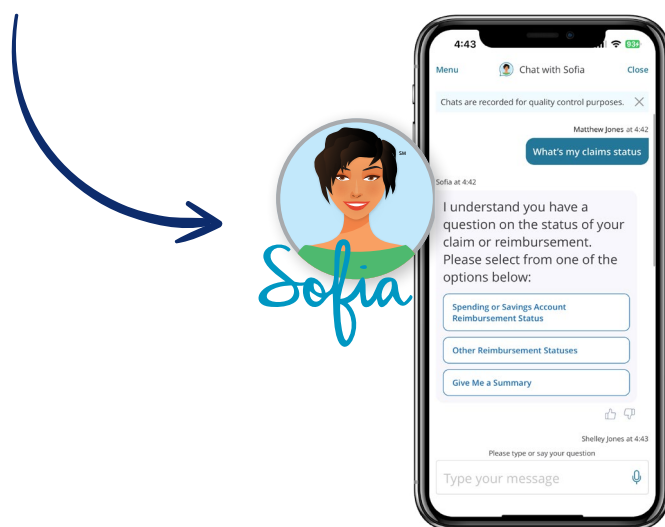 4:43
83+
Menu
Chat with Sofia
Close
Chats are recorded for quality control purposes.
Matthew Jones at 4:42
What's my claims status
Sofia at 4:42
SM
Sofia
I understand you have a
question on the status of your
claim or reimbursement.
Please select from one of the
options below:
Spending or Savings Account
Reimbursement Status
Other Reimbursement Statuses
Give Me a Summary
Shelley Jones at 4:43
Please type or say your question
Type your message